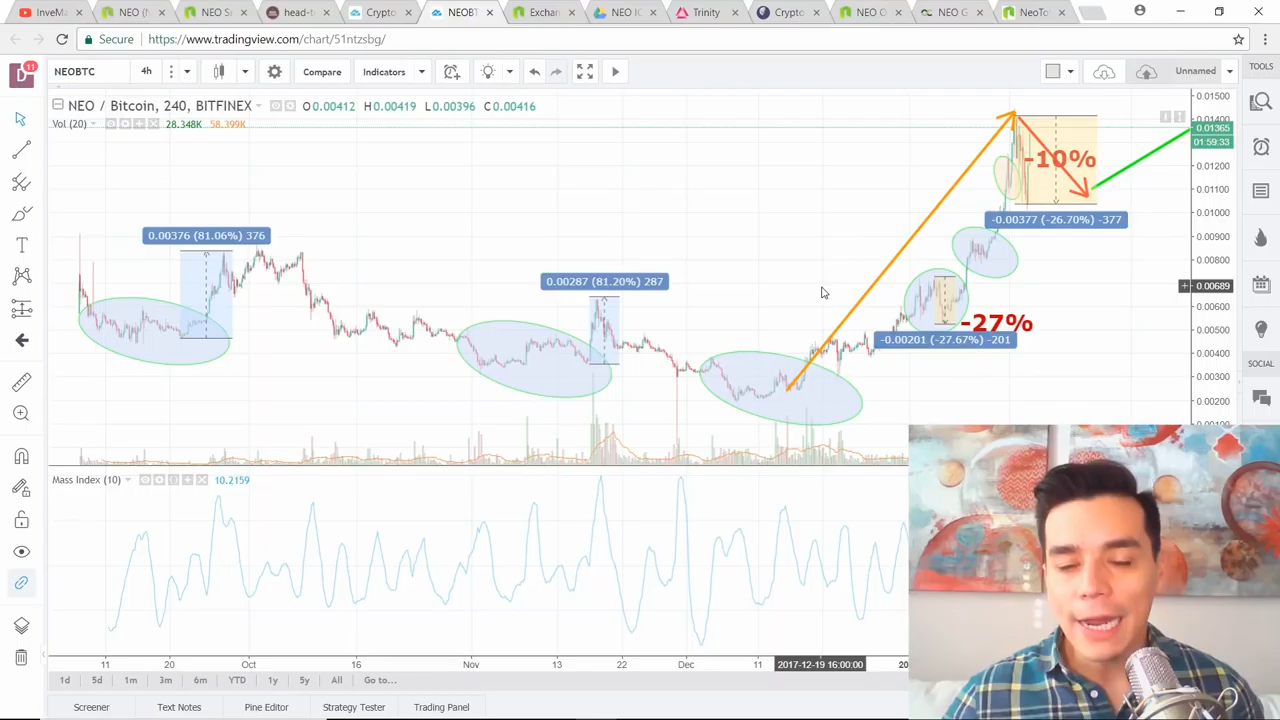 InveMa
NEO (N
NEO S
head-t
Crypto
NEOBT
Exchan
NEO IC
Trinity
Crypto
NEO C
NEO G
NeoTo
Secure
https://www.tradingview.com/chart/51ntzsbg/
11
NEOBTC
4h
Compare
Indicators
Unnamed
TOOLS
NEO / Bitcoin, 240, BITFINEX
O0.00412 H0.00419 L0.00396 C0.00416
Vol (20)
28.348K
58.399K
0.01500
0.01400
0.01365
01:59:33
0.01200
0.01100
0.01000
0.00900
0.00800
0.00689
0.00600
0.00500
0.00400
0.00300
0.00200
-10%
-0.00377 (-26.70%) -377
0.00376 (81.06%) 376
0.00287 (81.20%) 287
-27%
-0.00201 (-27.67%) -201
SOCIAL
Mass Index (10)
10.2159
11
20
Oct
16
Nov
13
22
Dec
11
2017-12-19 16:00:00
1d
5d
1m
3m
6m
YTD
1y
5y
All
Go to...
Screener
Text Notes
Pine Editor
Strategy Tester
Trading Panel